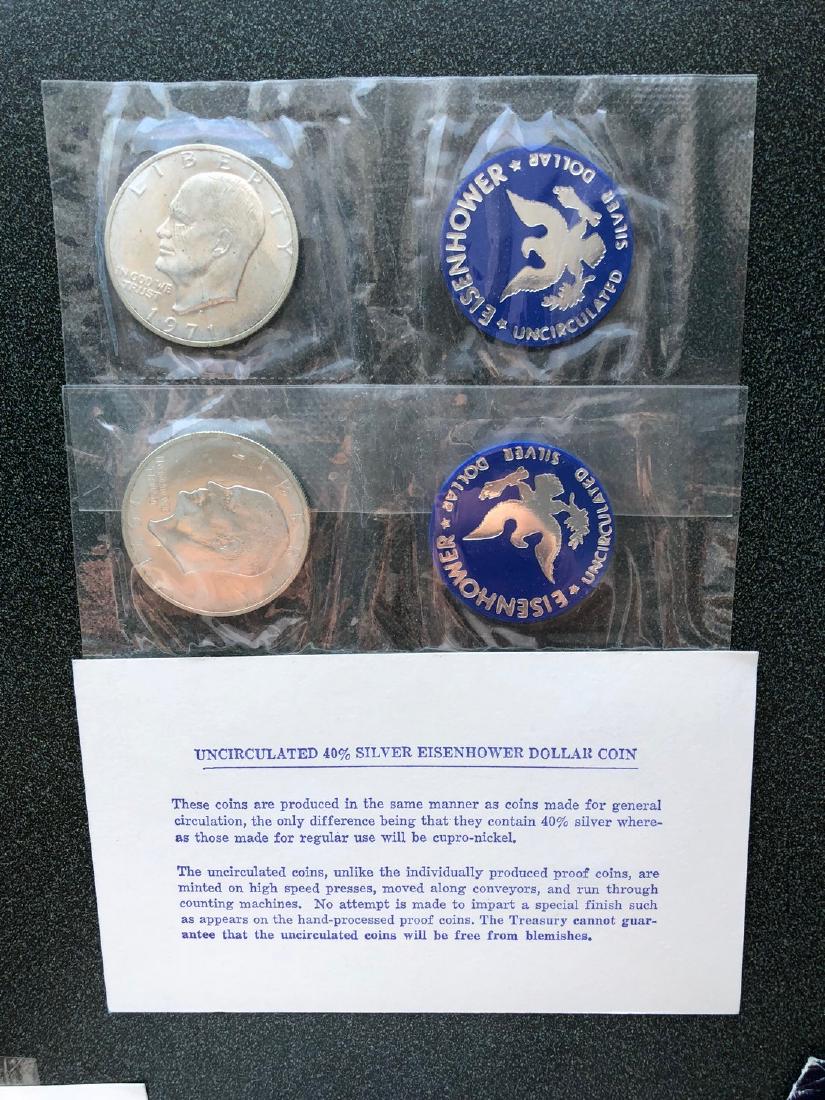 LIBERTY
IN GOD WE
TRUST
1971
EISENHOWER ★ SILVER DOLLAR
UNCIRCULATED ★
LIBERTY
EISENHOWER ★ DOLLAR SILVER UNCIRCULATED ★
UNCIRCULATED 40% SILVER EISENHOWER DOLLAR COIN
These coins are produced in the same manner as coins made for general
circulation, the only difference being that they contain 40% silver where-
as those made for regular use will be cupro-nickel.
The uncirculated coins, unlike the individually produced proof coins, are
minted on high speed presses, moved along conveyors, and run through
counting machines. No attempt is made to impart a special finish such
as appears on the hand-processed proof coins. The Treasury cannot guar-
antee that the uncirculated coins will be free from blemishes.